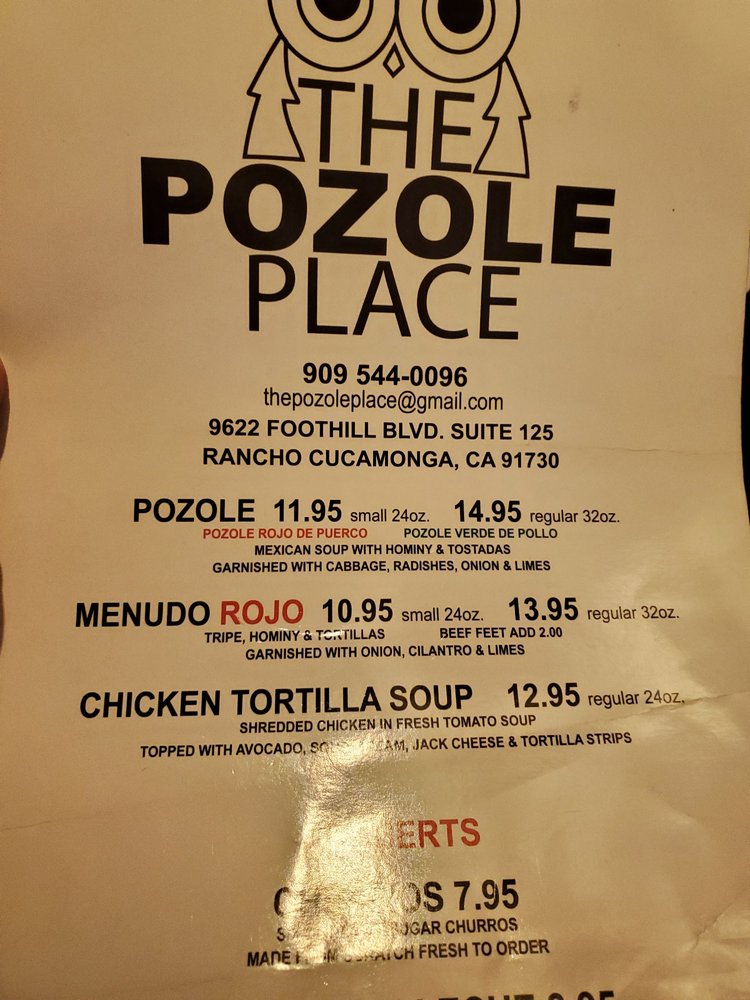 THE
POZOLE
PLACE
909 544-0096
thepozoleplace@gmail.com
9622 FOOTHILL BLVD. SUITE 125
RANCHO CUCAMONGA, CA 91730
POZOLE 11.95 small 24oz. 14.95 regular 32oz.
POZOLE ROJO DE PUERCO POZOLE VERDE DE POLLO
MEXICAN SOUP WITH HOMINY & TOSTADAS
GARNISHED WITH CABBAGE, RADISHES, ONION & LIMES
MENUDO ROJO 10.95 small 24oz. 13.95 regular 32oz.
TRIPE, HOMINY & TORTILLAS BEEF FEET ADD 2.00
GARNISHED WITH ONION, CILANTRO & LIMES
CHICKEN TORTILLA SOUP 12.95 regular 24oz.
SHREDDED CHICKEN IN FRESH TOMATO SOUP
TOPPED WITH AVOCADO, JACK CHEESE & TORTILLA STRIPS
7.95
CHURROS
MADE FROM SCRATCH FRESH TO ORDER